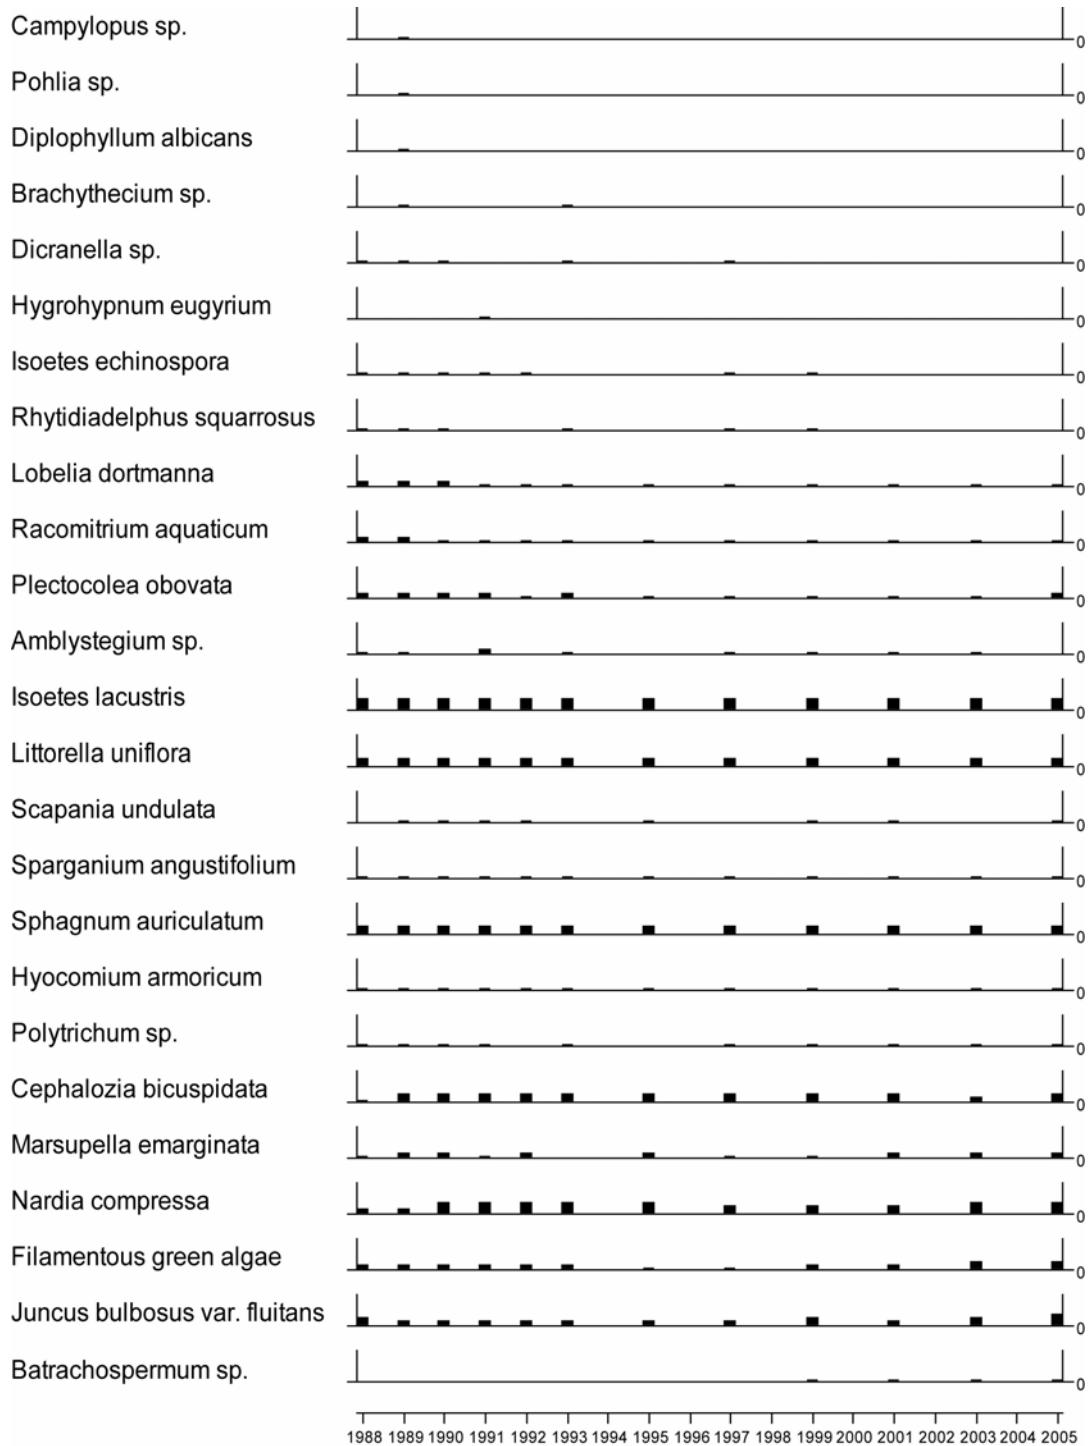 Campylopus sp.
0
Pohlia sp.
0
Diplophyllum albicans
0
Brachythecium sp.
0
Dicranella sp.
0
Hygrohypnum eugyrium
0
Isoetes echinospora
0
Rhytidiadelphus squarrosus
0
Lobelia dortmanna
0
Racomitrium aquaticum
0
Plectocolea obovata
0
Amblystegium sp.
0
Isoetes lacustris
0
Littorella uniflora
0
Scapania undulata
0
Sparganium angustifolium
0
Sphagnum auriculatum
0
Hyocomium armoricum
0
Polytrichum sp.
0
Cephalozia bicuspidata
0
Marsupella emarginata
0
Nardia compressa
0
Filamentous green algae
0
Juncus bulbosus var. fluitans
0
Batrachospermum sp.
0
1988 1989 1990 1991 1992 1993 1994 1995 1996 1997 1998 1999 2000 2001 2002 2003 2004 2005